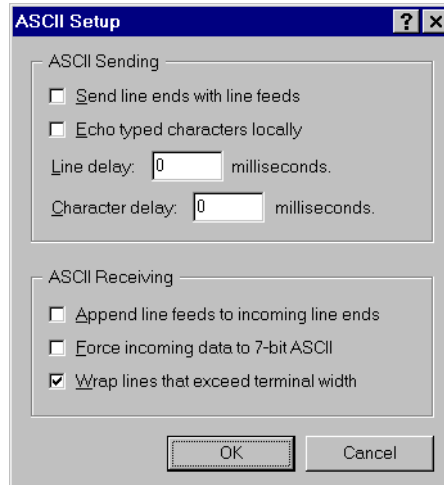 ASCII Setup ? ×
ASCII Sending
Send line ends with line feeds
Echo typed characters locally
Line delay: 0 milliseconds.
Character delay: 0 milliseconds.
ASCII Receiving
Append line feeds to incoming line ends
Force incoming data to 7-bit ASCII
Wrap lines that exceed terminal width
OK Cancel